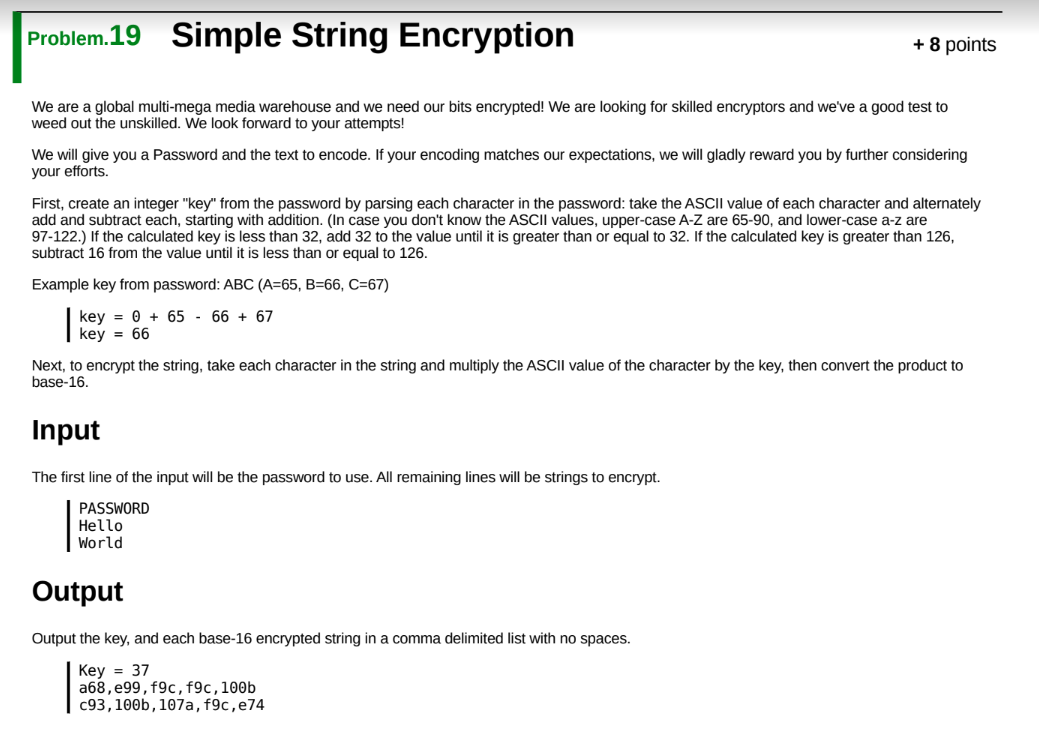 Problem.19 Simple String Encryption + 8 points
We are a global multi-mega media warehouse and we need our bits encrypted! We are looking for skilled encryptors and we've a good test to
weed out the unskilled. We look forward to your attempts!
We will give you a Password and the text to encode. If your encoding matches our expectations, we will gladly reward you by further considering
your efforts.
First, create an integer "key" from the password by parsing each character in the password: take the ASCII value of each character and alternately
add and subtract each, starting with addition. (In case you don't know the ASCII values, upper-case A-Z are 65-90, and lower-case a-z are
97-122.) If the calculated key is less than 32, add 32 to the value until it is greater than or equal to 32. If the calculated key is greater than 126,
subtract 16 from the value until it is less than or equal to 126.
Example key from password: ABC (A=65, B=66, C=67)
key = 0 + 65 - 66 + 67
key = 66
Next, to encrypt the string, take each character in the string and multiply the ASCII value of the character by the key, then convert the product to
base-16.
Input
The first line of the input will be the password to use. All remaining lines will be strings to encrypt.
PASSWORD
Hello
World
Output
Output the key, and each base-16 encrypted string in a comma delimited list with no spaces.
Key = 37
a68,e99,f9c,f9c,100b
c93,100b,107a,f9c,e74